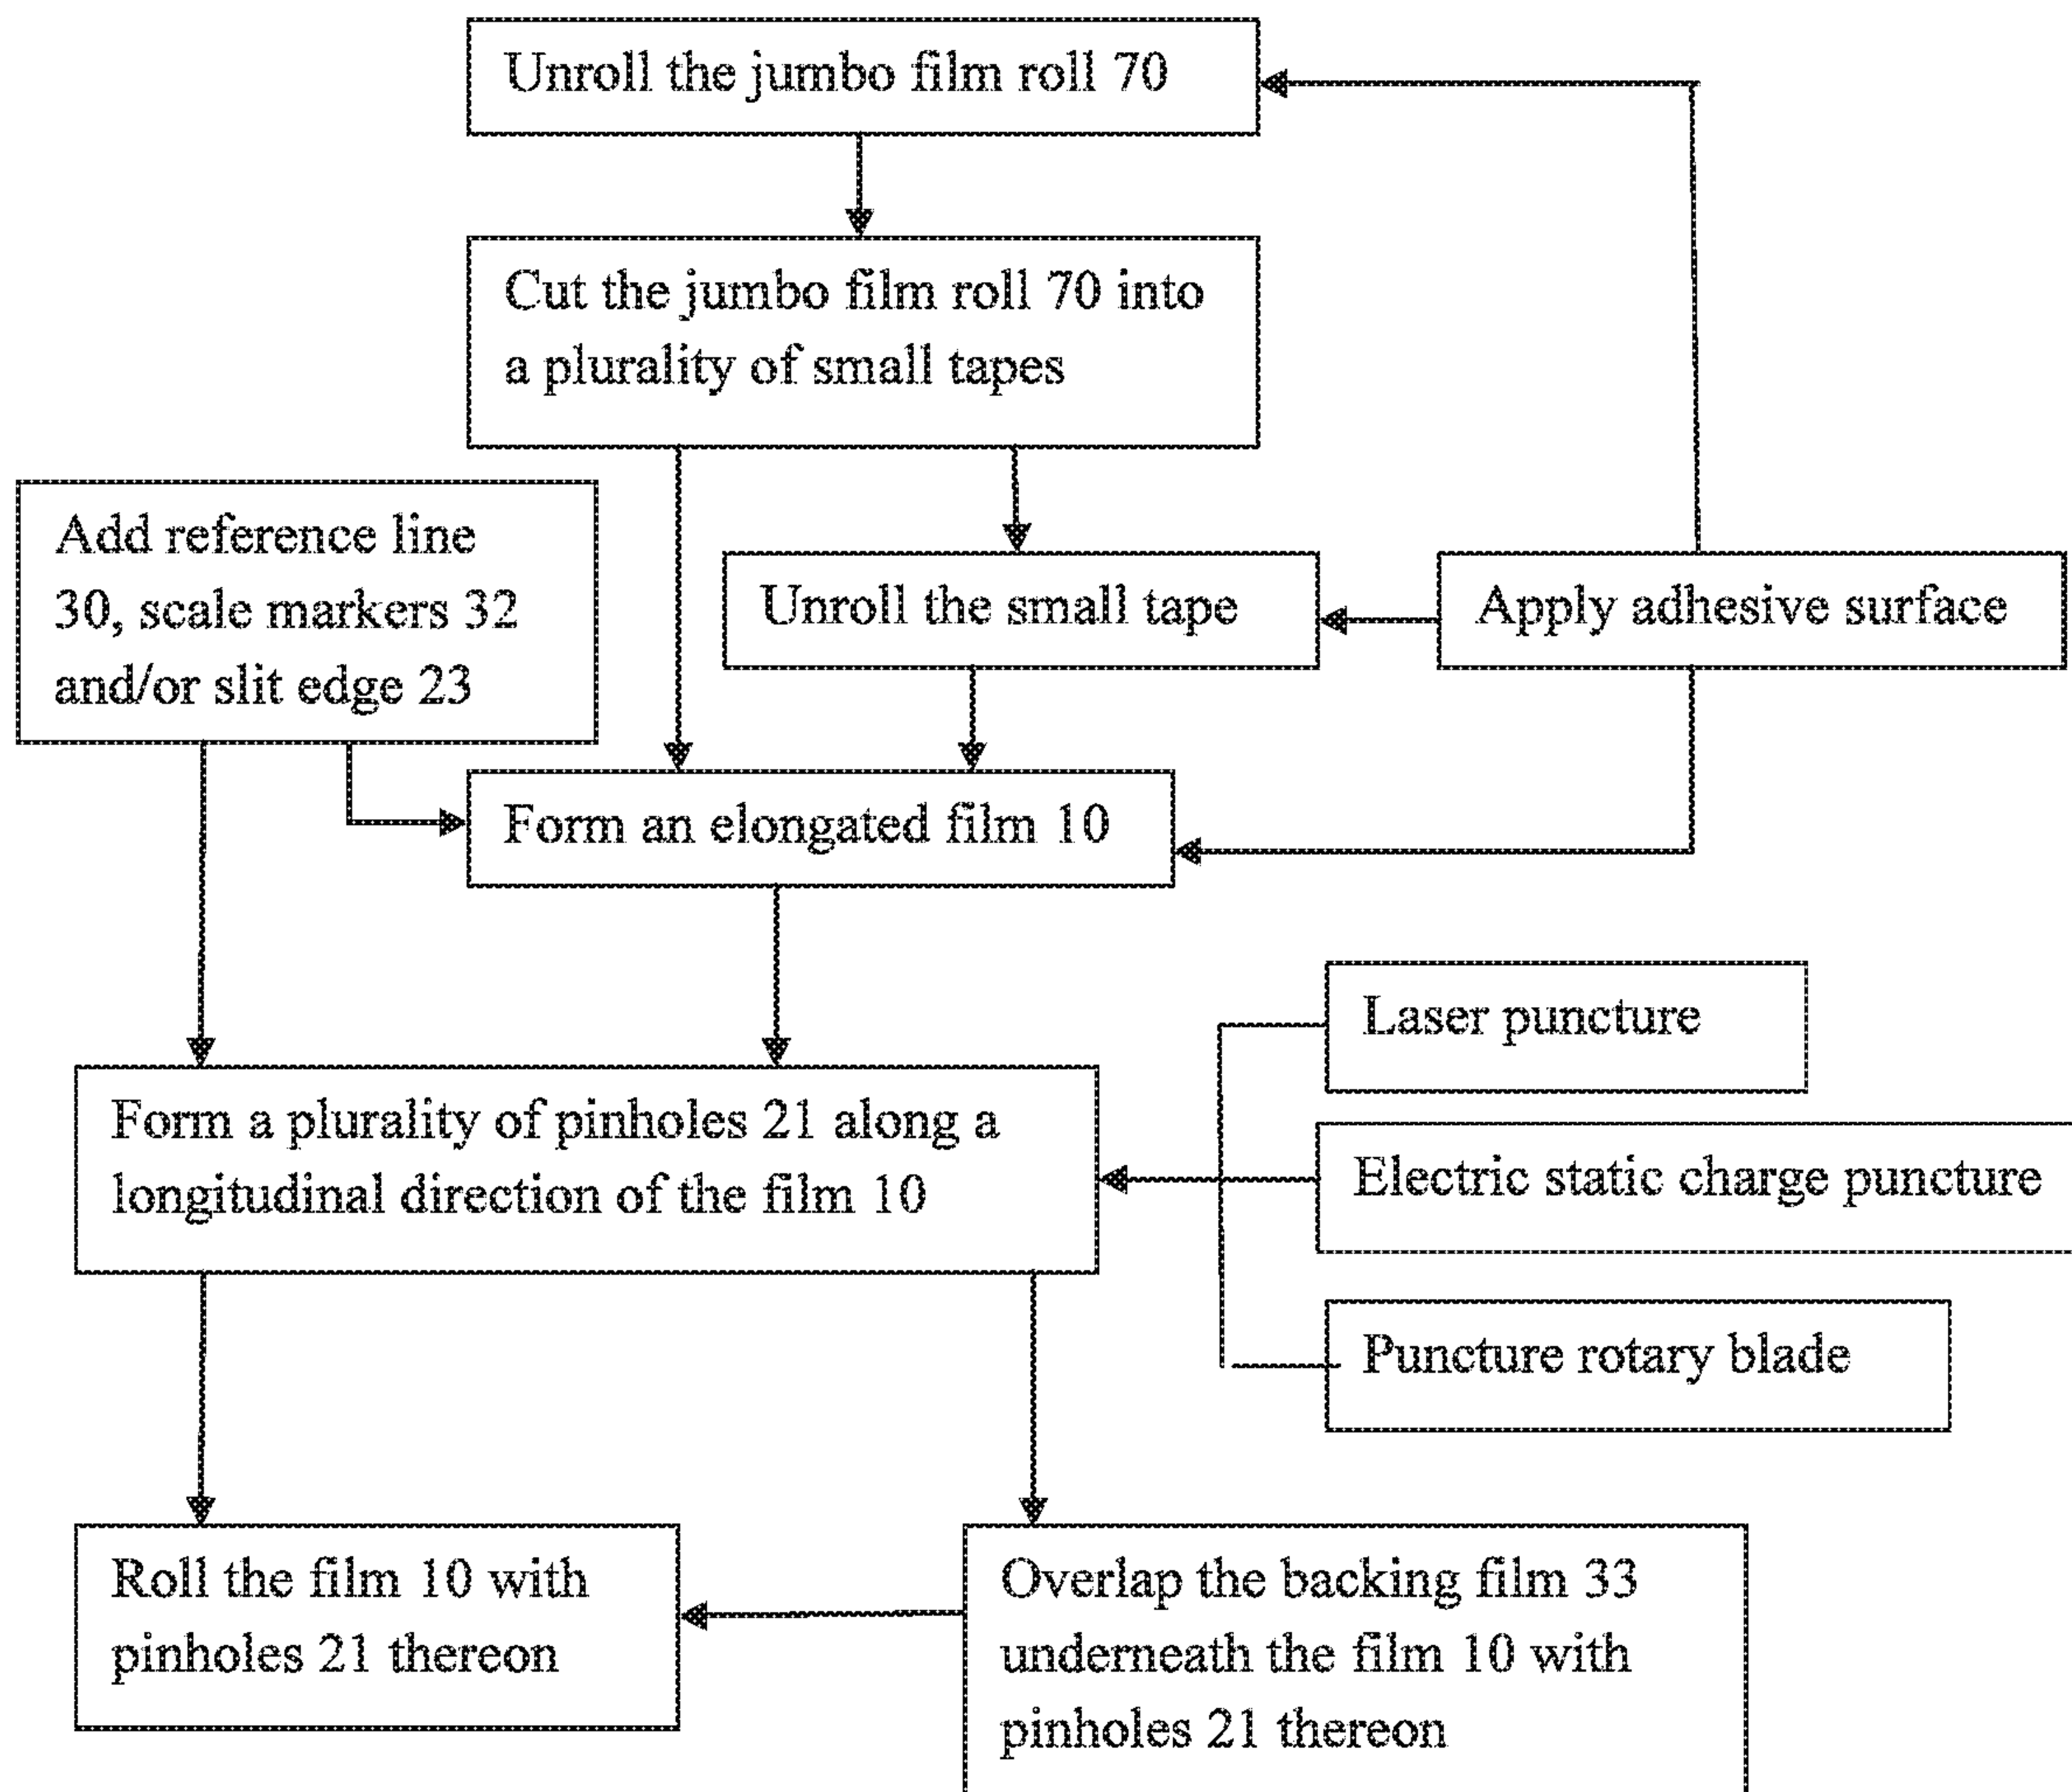 Unroll the jumbo film roll 70
Cut the jumbo film roll 70 into
a plurality of small tapes
Add reference line
30, scale markers 32
and/or slit edge 23
Unroll the small tape
Apply adhesive surface
Form an elongated film 10
Laser puncture
Form a plurality of pinholes 21 along a
longitudinal direction of the film 10
Electric static charge puncture
Puncture rotary blade
Roll the film 10 with
pinholes 21 thereon
Overlap the backing film 33
underneath the film 10 with
pinholes 21 thereon